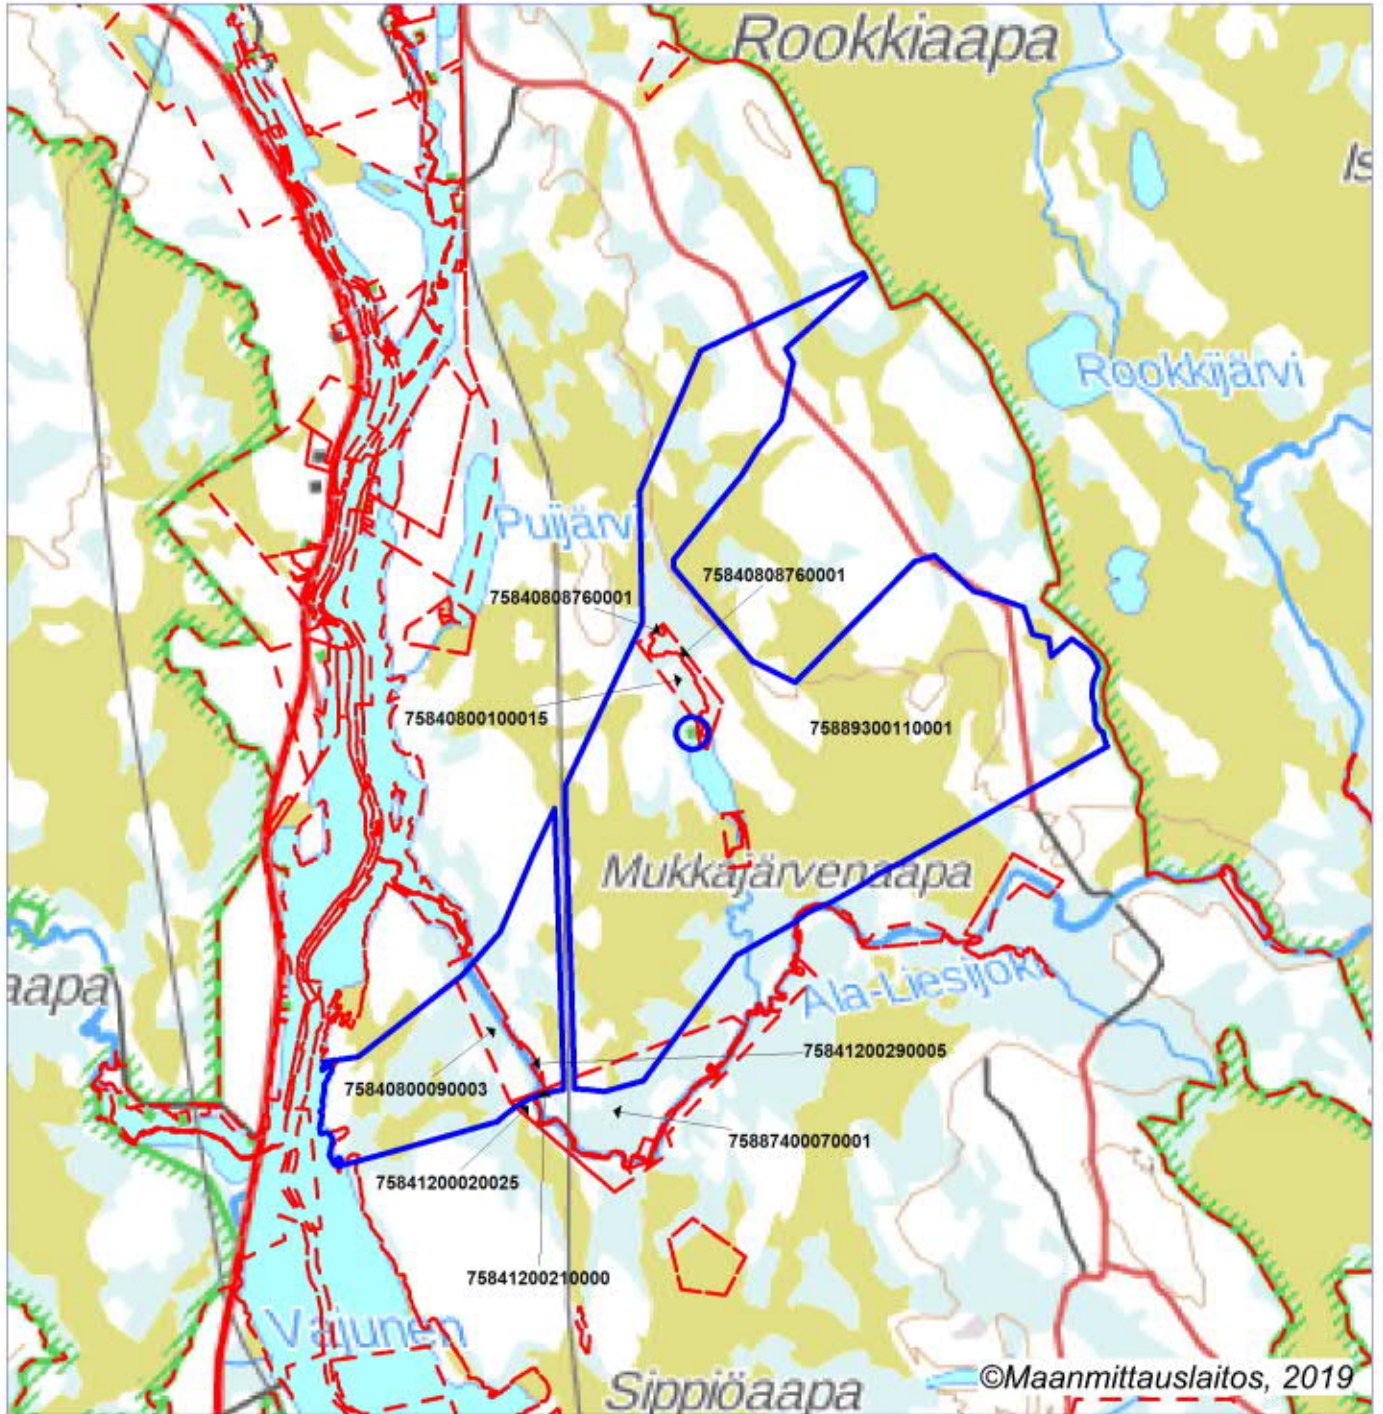 Rookkiaapa
Is
Rookkijärvi
Puijärvi
75840808760001
75840808760001
75840800100015
75889300110001
Mukkajärvenaapa
aapa
Ala-Liesijoki
75841200290005
75840800090003
75887400070001
75841200020025
75841200210000
Vajunen
Sippiöaapa
©Maanmittauslaitos, 2019